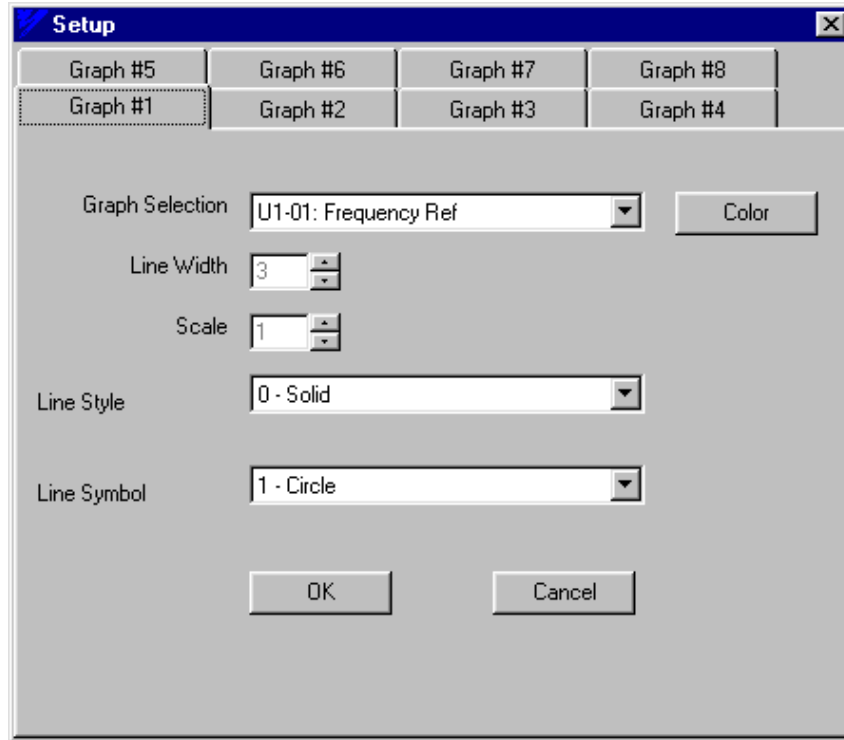 Setup
Graph #5 Graph #6 Graph #7 Graph #8
Graph #1 Graph #2 Graph #3 Graph #4
Graph Selection U1-01: Frequency Ref Color
Line Width 3
Scale 1
Line Style 0 - Solid
Line Symbol 1 - Circle
OK Cancel